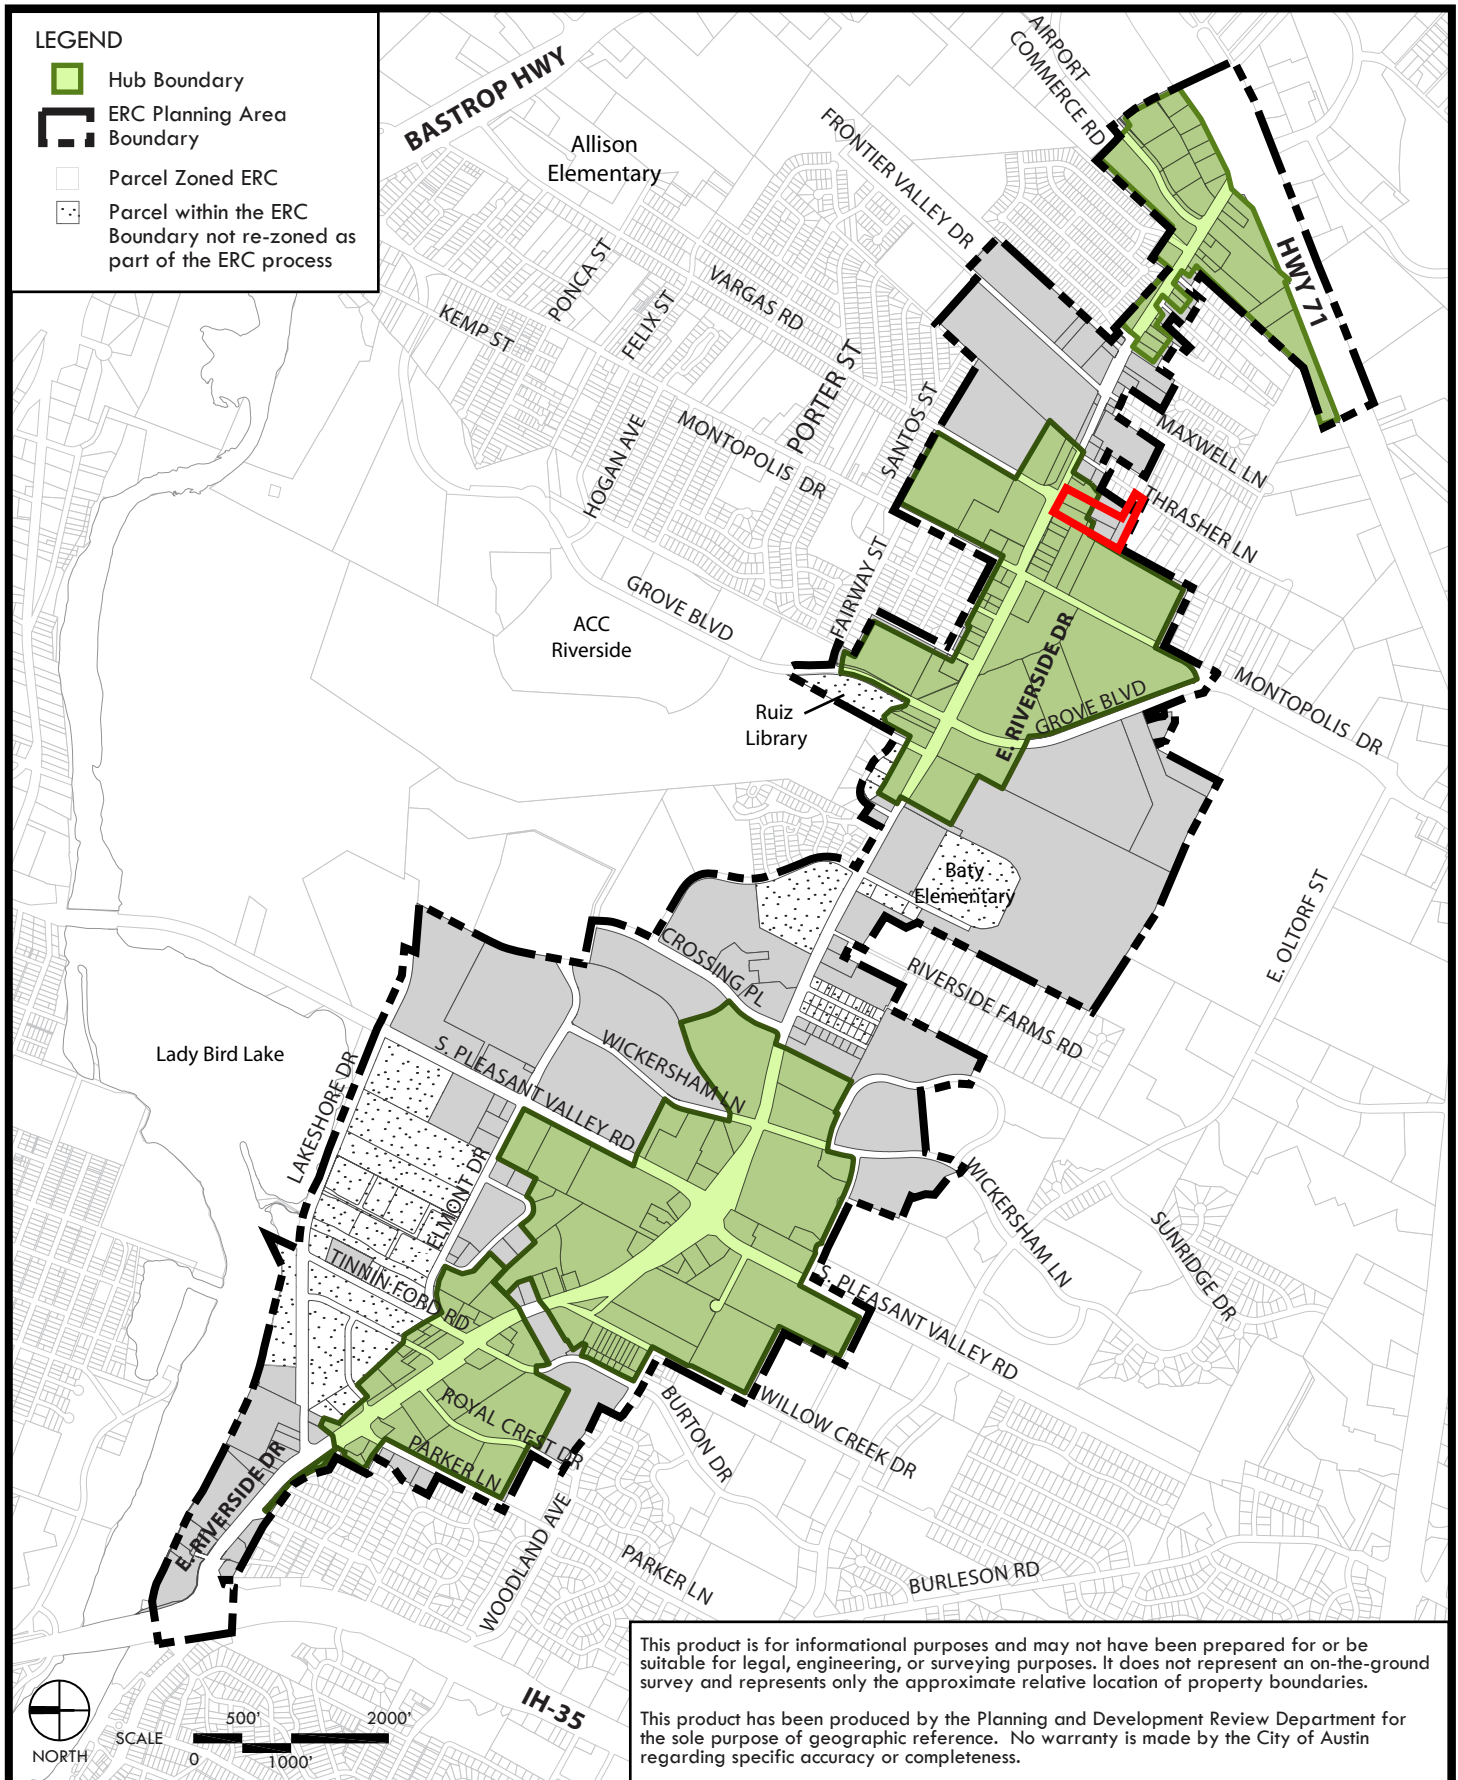 LEGEND
Hub Boundary
ERC Planning Area
Boundary
Parcel Zoned ERC
Parcel within the ERC
Boundary not re-zoned as
part of the ERC process
BASTROP HWY
AIRPORT
COMMERCE RD
Allison
Elementary
FRONTIER VALLEY DR
HWY 71
PONCA ST
VARGAS RD
KEMP ST
FELIX ST
PORTER ST
SANTOS ST
MAXWELL LN
HOGAN AVE
MONTOPOLIS DR
THRASHER LN
FAIRWAY ST
GROVE BLVD
ACC
Riverside
E. RIVERSIDE DR
GROVE BLVD
MONTOPOLIS DR
Ruiz
Library
Baty
Elementary
E. OLTORF ST
CROSSING PL
RIVERSIDE FARMS RD
Lady Bird Lake
LAKESHORE DR
S. PLEASANT VALLEY RD
WICKERSHAM LN
ELMONT DR
WICKERSHAM LN
SUNRIDGE DR
TINNIN FORD RD
S. PLEASANT VALLEY RD
ROYAL CREST DR
PARKER LN
BURTON DR
WILLOW CREEK DR
E. RIVERSIDE DR
WOODLAND AVE
PARKER LN
BURLESON RD
IH-35
NORTH
SCALE
500'
2000'
0
1000'
This product is for informational purposes and may not have been prepared for or be
suitable for legal, engineering, or surveying purposes. It does not represent an on-the-ground
survey and represents only the approximate relative location of property boundaries.
This product has been produced by the Planning and Development Review Department for
the sole purpose of geographic reference.  No warranty is made by the City of Austin
regarding specific accuracy or completeness.